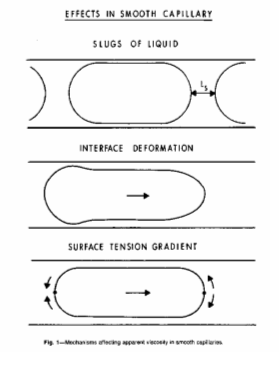 EFFECTS IN SMOOTH CAPILLARY
SLUGS OF LIQUID
Ls
INTERFACE DEFORMATION
SURFACE TENSION GRADIENT
Fig. 1—Mechanisms affecting apparent viscosity in smooth capillaries.